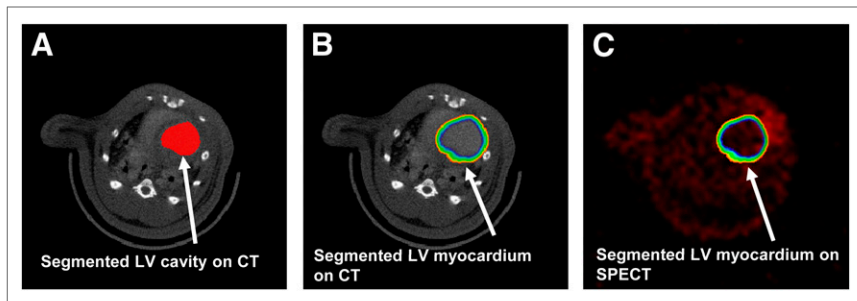 A
B
C
Segmented LV cavity on CT
Segmented LV myocardium
on CT
Segmented LV myocardium on
SPECT